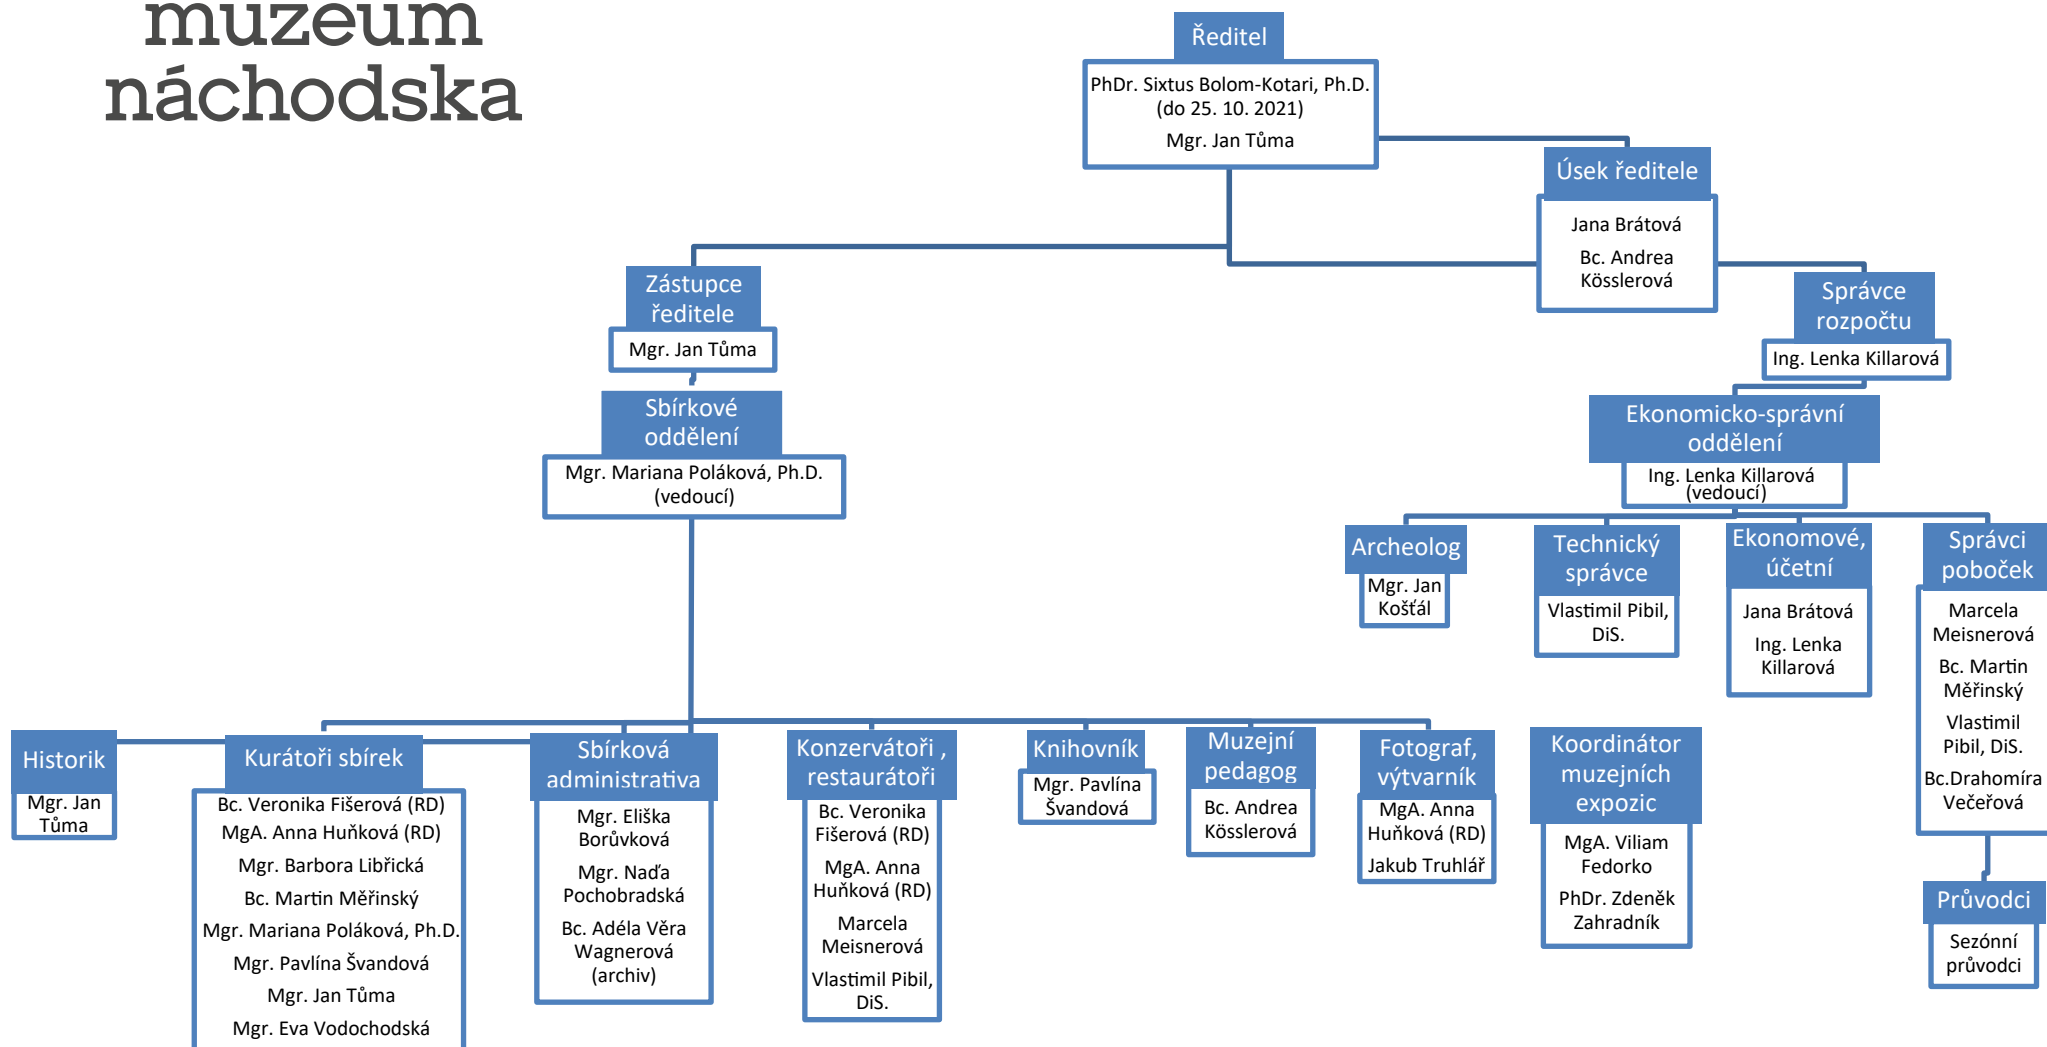 muzeum
náchodska
Ředitel
PhDr. Sixtus Bolom-Kotari, Ph.D.
(do 25. 10. 2021)
Mgr. Jan Tůma
Úsek ředitele
Jana Brátová
Bc. Andrea
Kösslerová
Zástupce
ředitele
Mgr. Jan Tůma
Správce
rozpočtu
Ing. Lenka Killarová
Sbírkové
oddělení
Mgr. Mariana Poláková, Ph.D.
(vedoucí)
Ekonomicko-správní
oddělení
Ing. Lenka Killarová
(vedoucí)
Archeolog
Mgr. Jan
Košťál
Technický
správce
Vlastimil Pibil,
DiS.
Ekonomové,
účetní
Jana Brátová
Ing. Lenka
Killarová
Správci
poboček
Marcela
Meisnerová
Bc. Martin
Měřinský
Vlastimil
Pibil, DiS.
Bc.Drahomíra
Večeřová
Historik
Mgr. Jan
Tůma
Kurátoři sbírek
Bc. Veronika Fišerová (RD)
MgA. Anna Huňková (RD)
Mgr. Barbora Libřická
Bc. Martin Měřinský
Mgr. Mariana Poláková, Ph.D.
Mgr. Pavlína Švandová
Mgr. Jan Tůma
Mgr. Eva Vodochodská
Sbírková
administrativa
Mgr. Eliška
Borůvková
Mgr. Naďa
Pochobradská
Bc. Adéla Věra
Wagnerová
(archiv)
Konzervátoři ,
restaurátoři
Bc. Veronika
Fišerová (RD)
MgA. Anna
Huňková (RD)
Marcela
Meisnerová
Vlastimil Pibil,
DiS.
Knihovník
Mgr. Pavlína
Švandová
Muzejní
pedagog
Bc. Andrea
Kösslerová
Fotograf,
výtvarník
MgA. Anna
Huňková (RD)
Jakub Truhlář
Koordinátor
muzejních
expozic
MgA. Viliam
Fedorko
PhDr. Zdeněk
Zahradník
Průvodci
Sezónní
průvodci